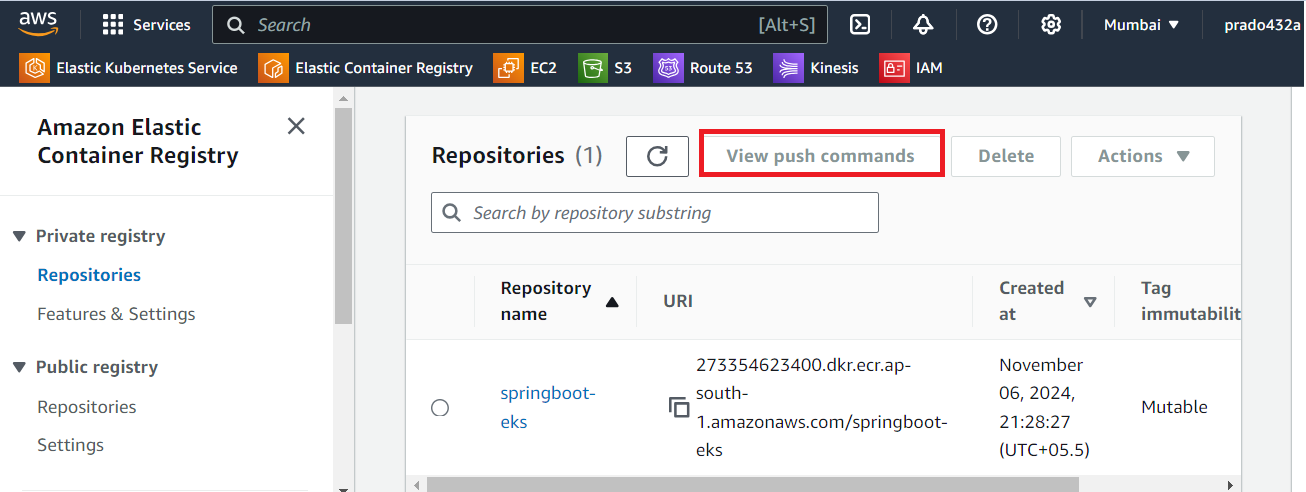 aws
Services
Search
[Alt+S]
Mumbai
prado432a
Elastic Kubernetes Service
Elastic Container Registry
EC2
S3
Route 53
Kinesis
IAM
Amazon Elastic
Container Registry
Private registry
Repositories
Features & Settings
Public registry
Repositories
Settings
Repositories (1)
View push commands
Delete
Actions
Search by repository substring
Repository
name
URI
Created
at
Tag
immutabilit
springboot-
eks
273354623400.dkr.ecr.ap-
south-
1.amazonaws.com/springboot-
eks
November
06, 2024,
21:28:27
(UTC+05.5)
Mutable